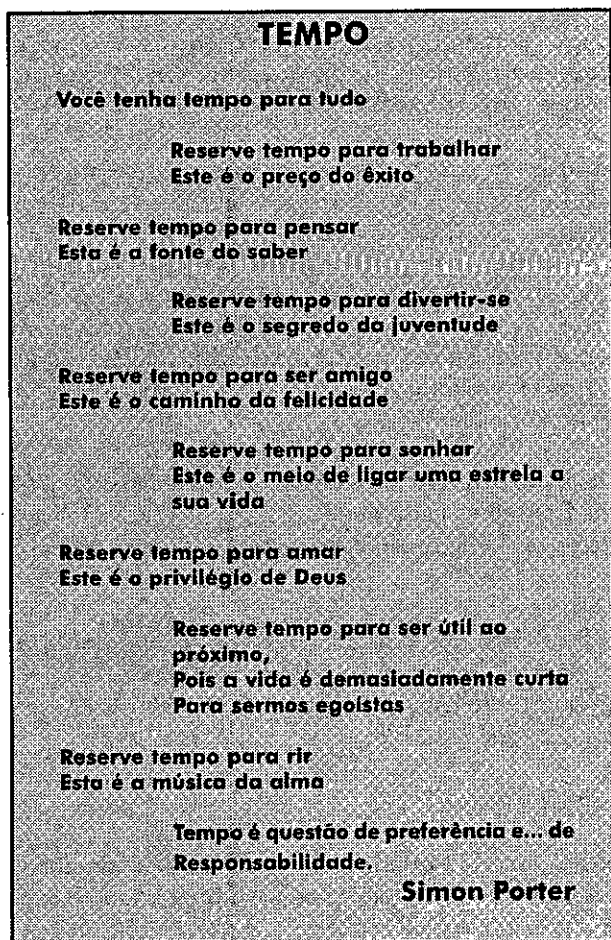 TEMPO
Você tenha tempo para tudo
Reserve tempo para trabalhar
Este é o preço do êxito
Reserve tempo para pensar
Esta é a fonte do saber
Reserve tempo para divertir-se
Este é o segredo da juventude
Reserve tempo para ser amigo
Este é o caminho da felicidade
Reserve tempo para sonhar
Este é o meio de ligar uma estrela a
sua vida
Reserve tempo para amar
Este é o privilégio de Deus
Reserve tempo para ser útil ao
próximo,
Pois a vida é demasiadamente curta
Para sermos egoístas
Reserve tempo para rir
Esta é a música da alma
Tempo é questão de preferência e... de
Responsabilidade.
Simon Porter